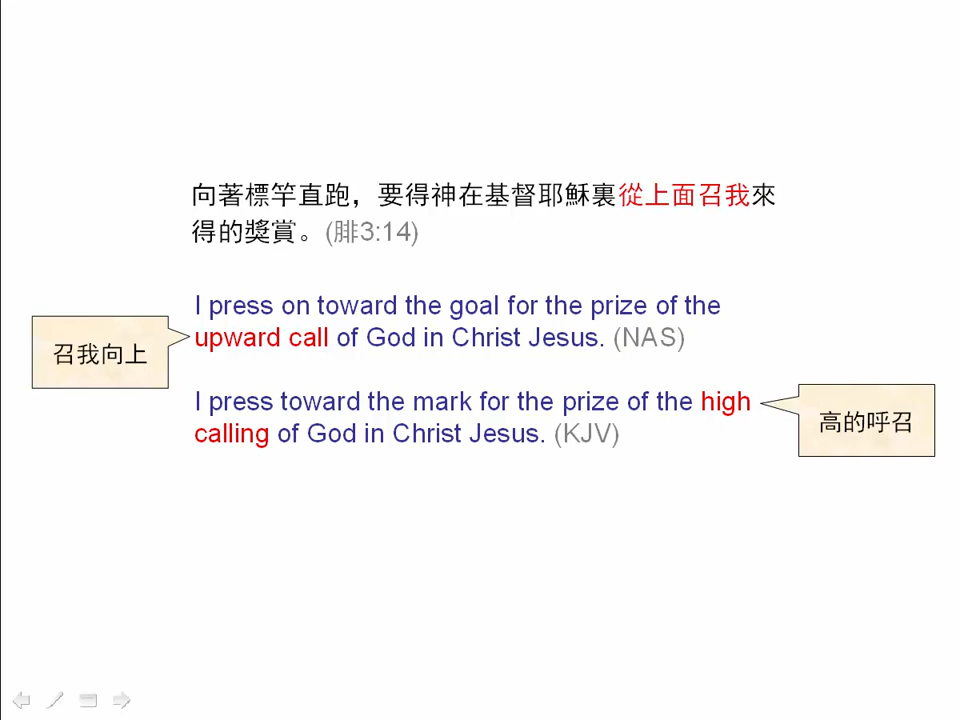 向著標竿直跑，要得神在基督耶穌裏從上面召我來
得的獎賞。(腓3:14)
I press on toward the goal for the prize of the
upward call of God in Christ Jesus. (NAS)
召我向上
I press toward the mark for the prize of the high
calling of God in Christ Jesus. (KJV)
高的呼召